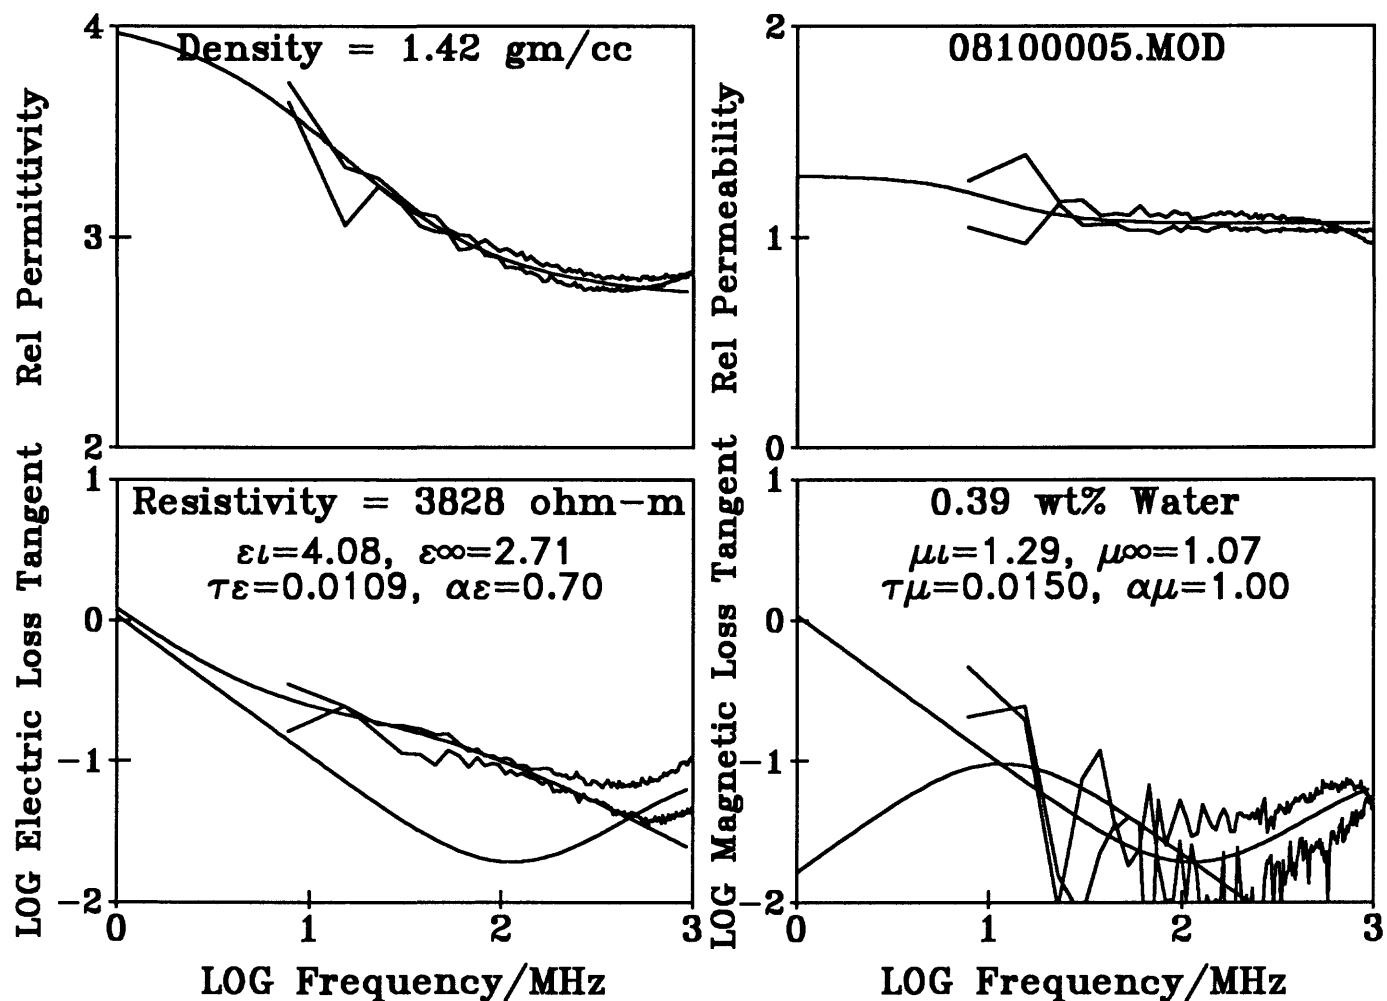 Density = 1.42 gm/cc
Rel Permittivity
4
3
2
08100005.MOD
Rel Permeability
2
1
0
Resistivity = 3828 ohm-m
ει=4.08, ε∞=2.71
τε=0.0109, αε=0.70
LOG Electric Loss Tangent
1
0
-1
-2
0 1 2 3
LOG Frequency/MHz
0.39 wt% Water
μι=1.29, μ∞=1.07
τμ=0.0150, αμ=1.00
LOG Magnetic Loss Tangent
1
0
-1
-2
0 1 2 3
LOG Frequency/MHz